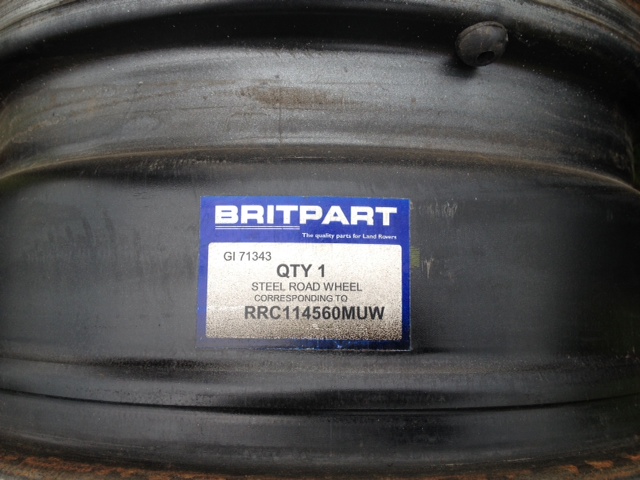 BRITPART
The quality parts for Land Rovers
GI 71343
QTY 1
STEEL ROAD WHEEL
CORRESPONDING TO
RRC114560MUW